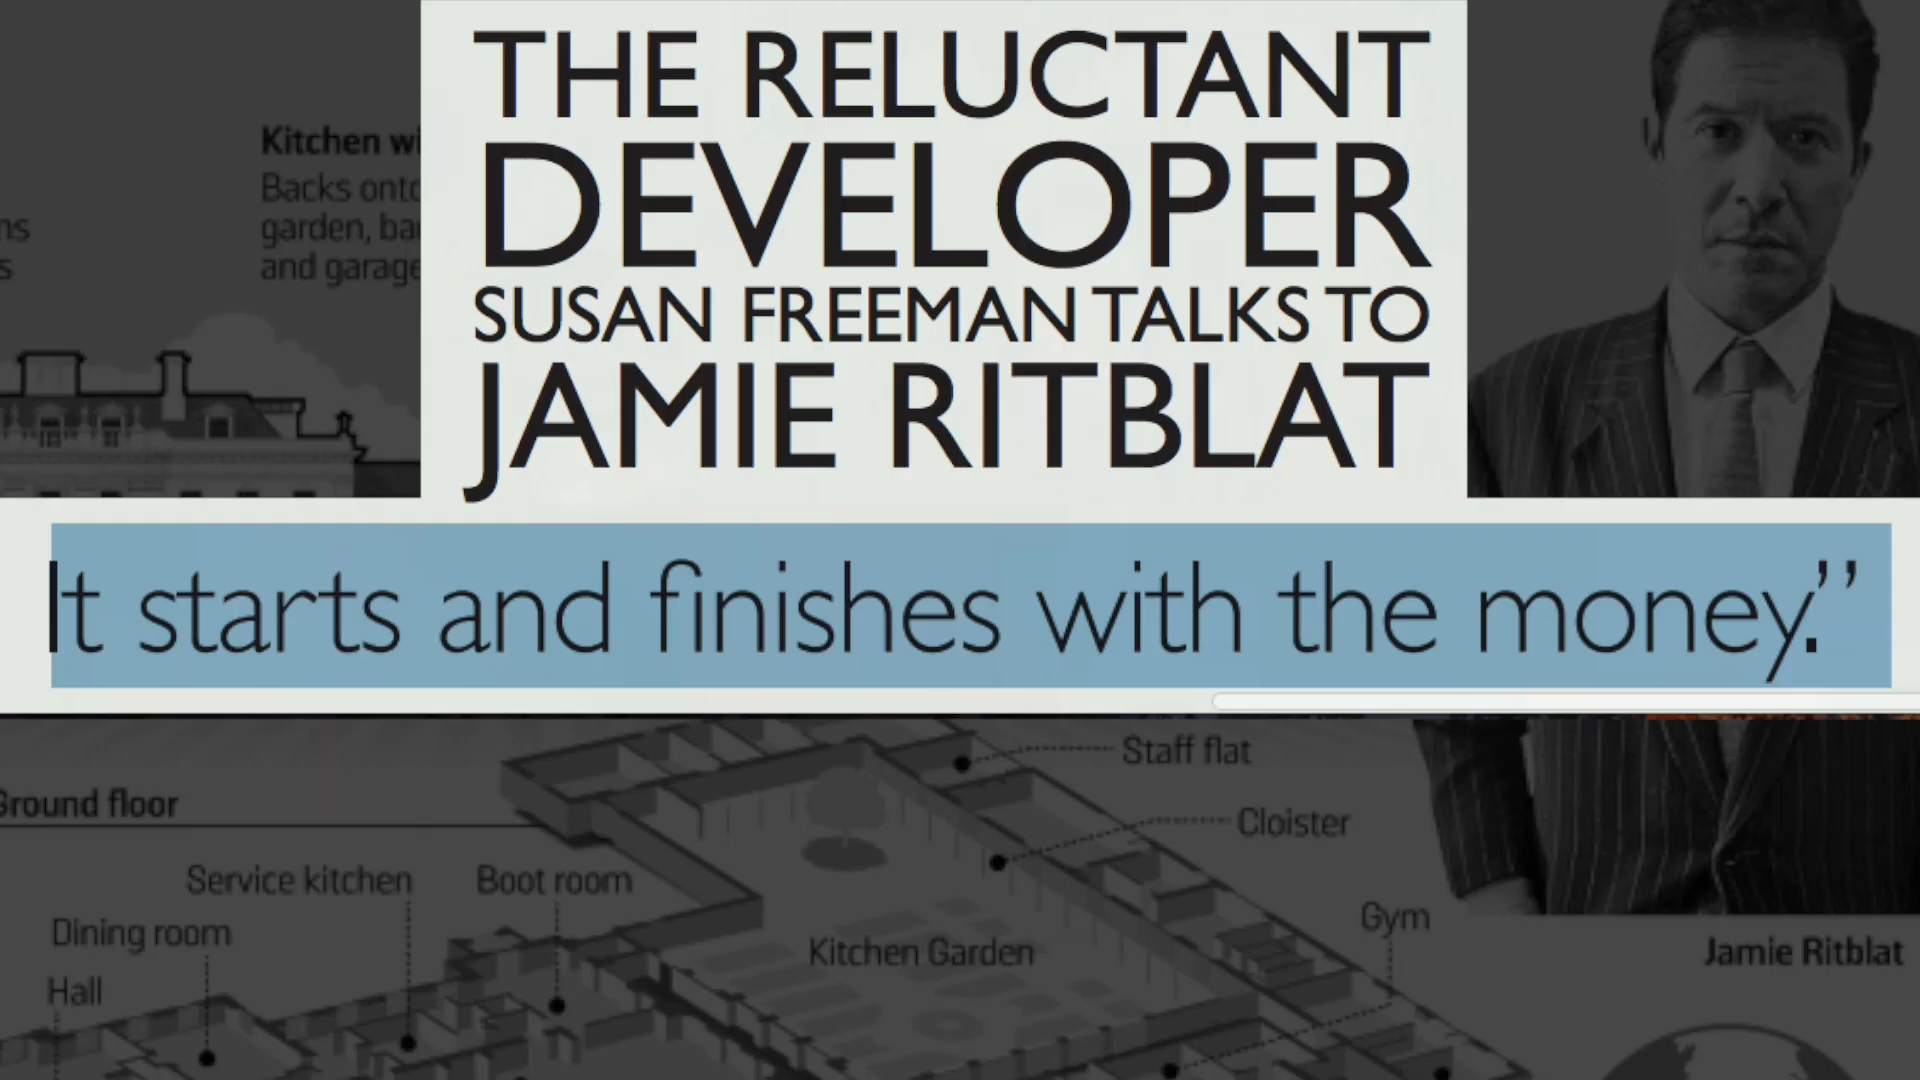 THE RELUCTANT
DEVELOPER
SUSAN FREEMAN TALKS TO
JAMIE RITBLAT
It starts and finishes with the money.”
Kitchen wi
Backs onto
garden, ba
and garage
ns
s
Staff flat
Ground floor
Cloister
Service kitchen
Boot room
Gym
Dining room
Kitchen Garden
Jamie Ritblat
Hall